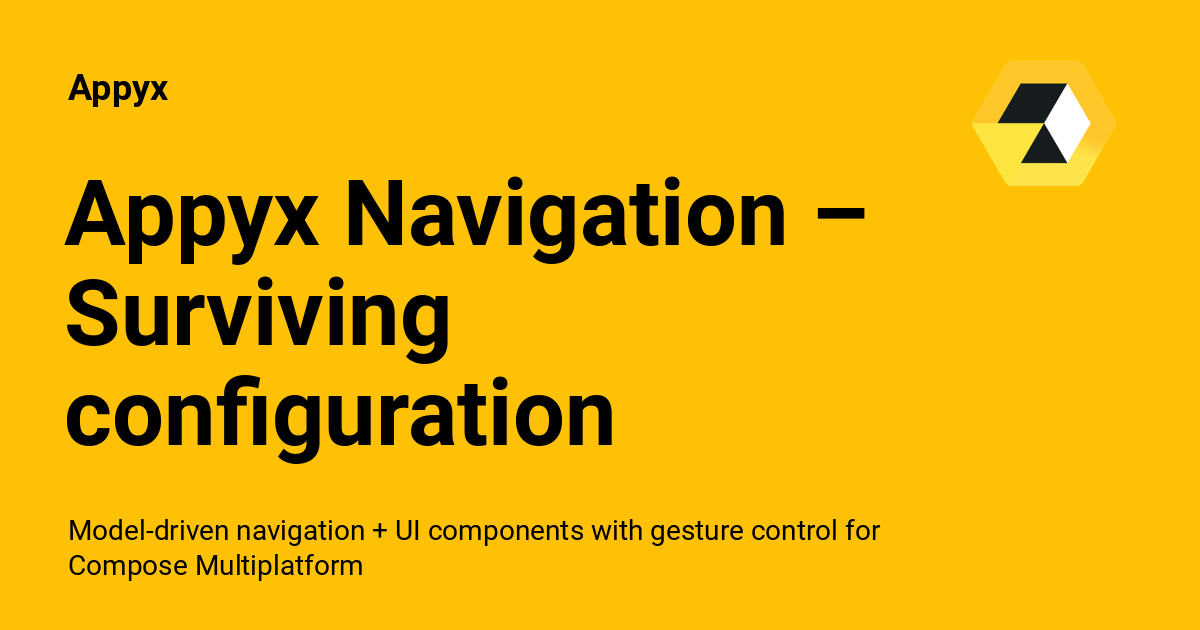 Appyx
Appyx Navigation –
Surviving
configuration
Model-driven navigation + UI components with gesture control for
Compose Multiplatform